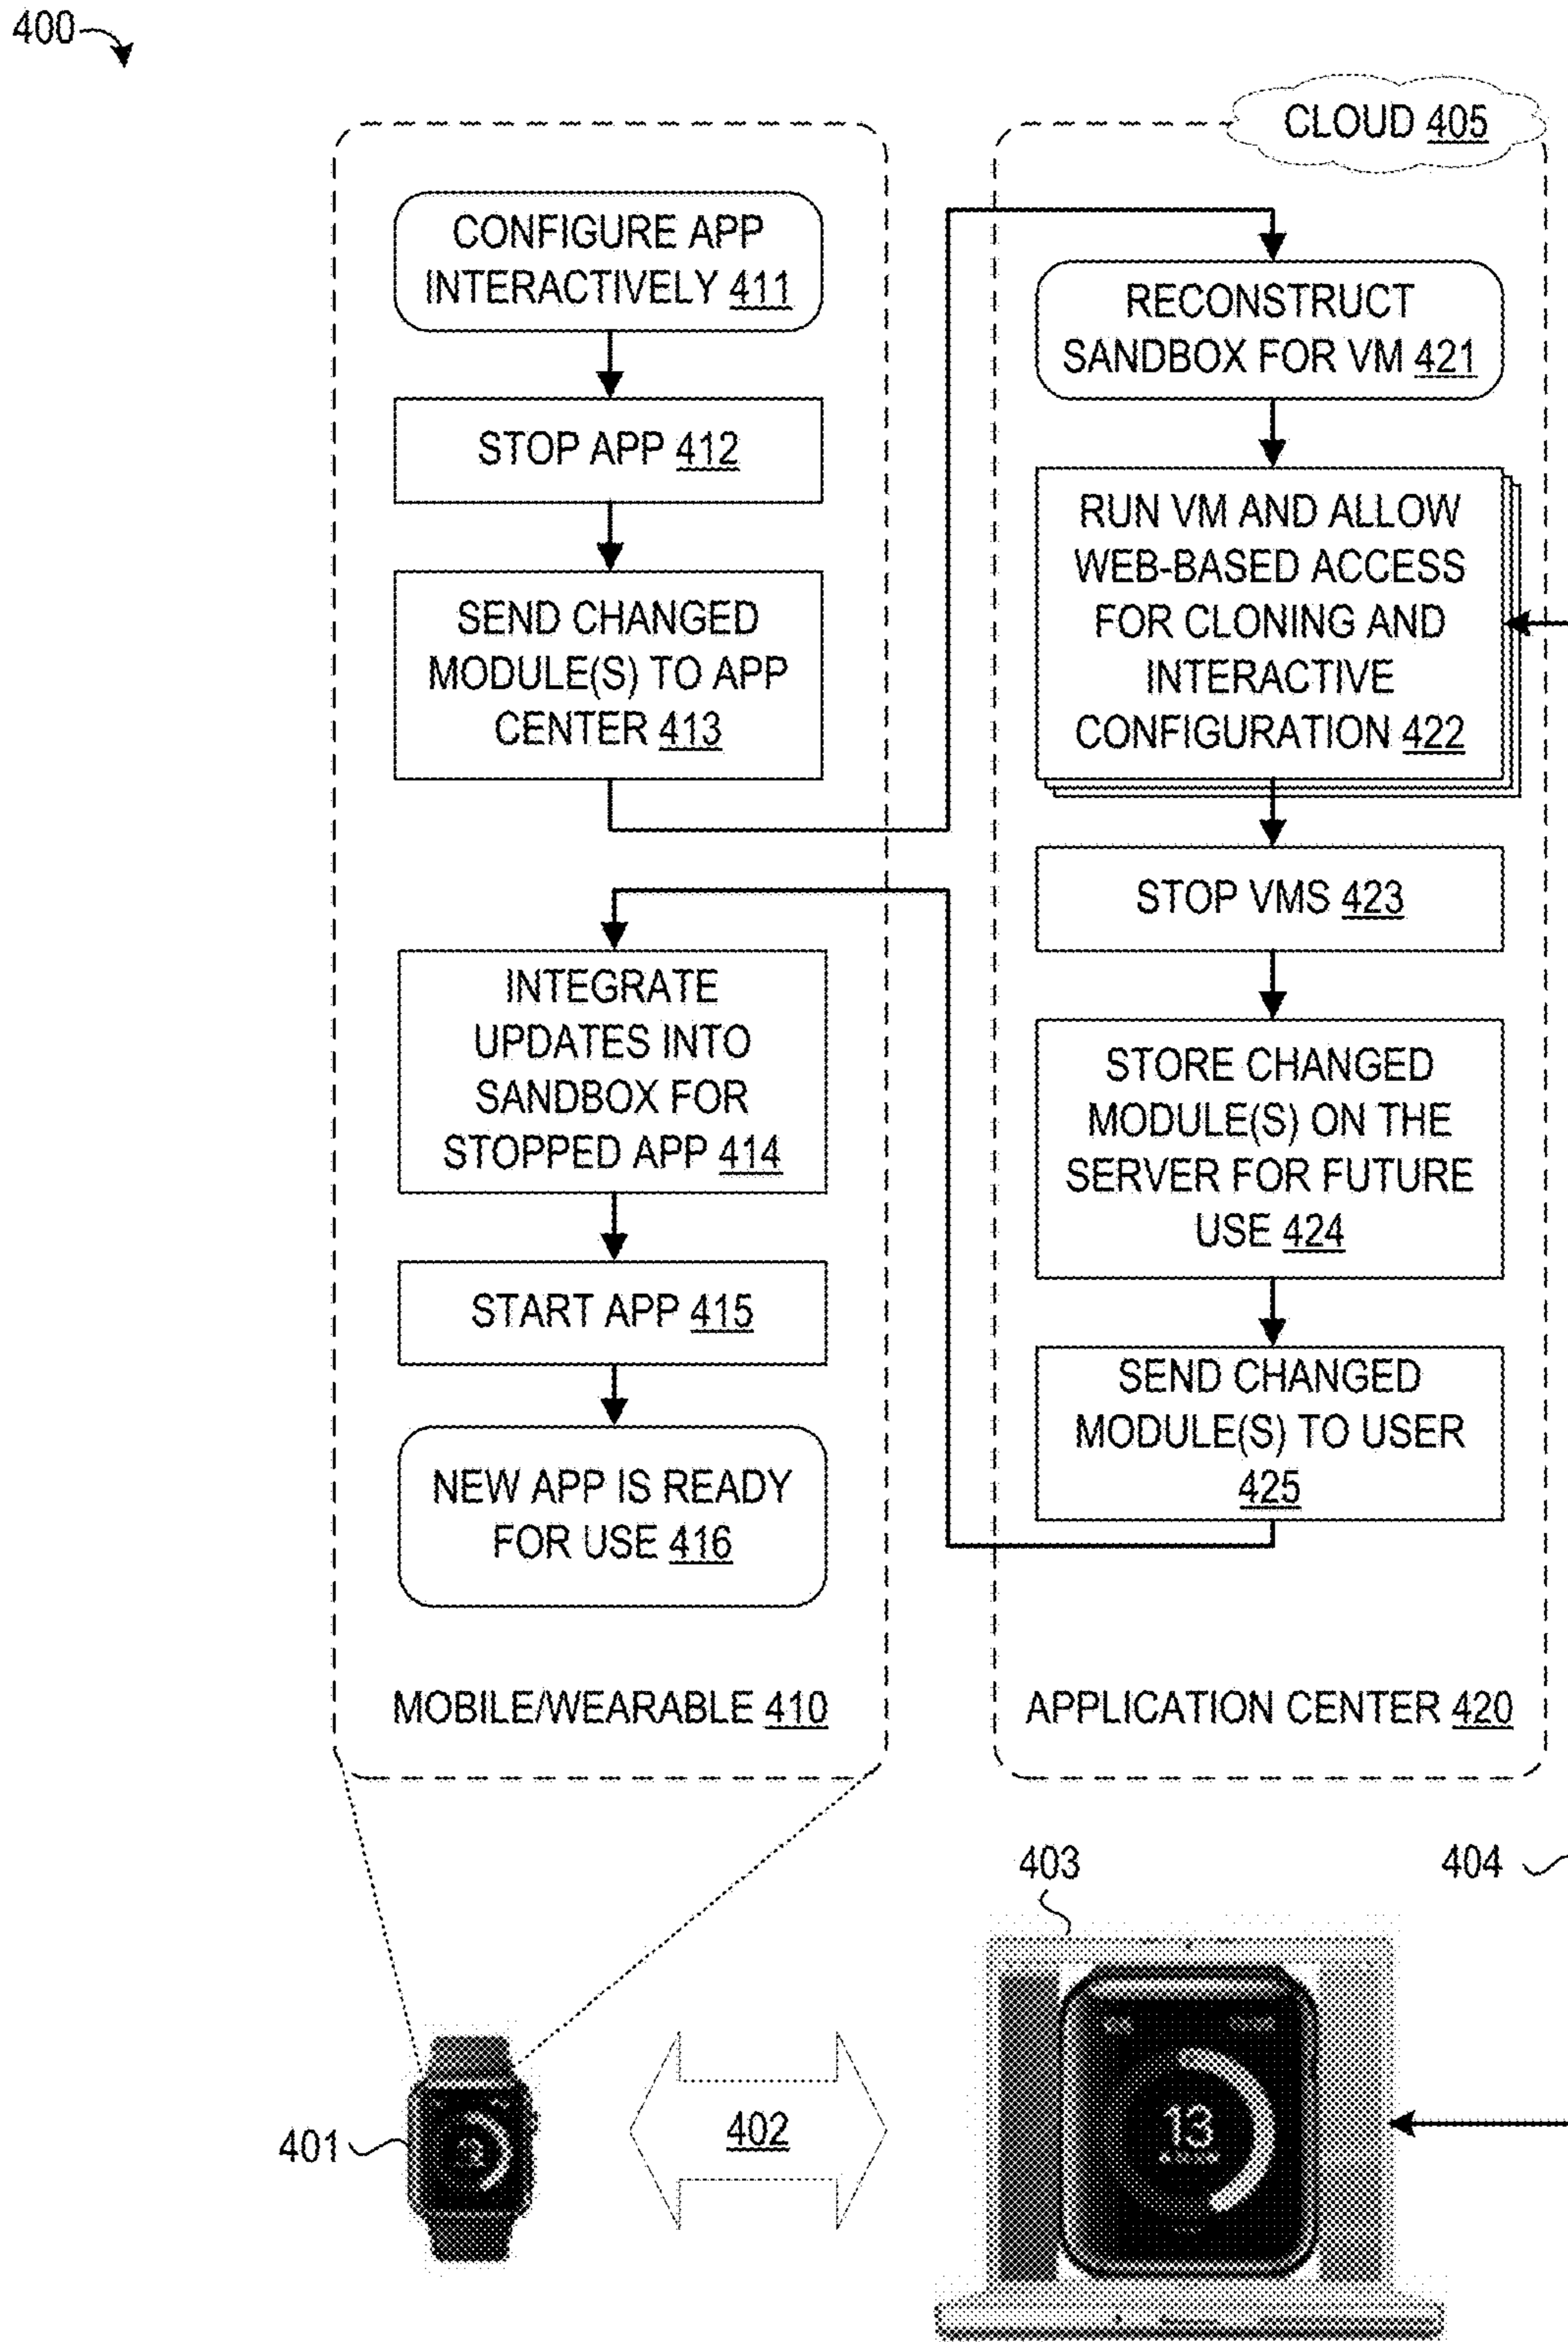 400
CLOUD 405
CONFIGURE APP
INTERACTIVELY 411
STOP APP 412
SEND CHANGED
MODULE(S) TO APP
CENTER 413
INTEGRATE
UPDATES INTO
SANDBOX FOR
STOPPED APP 414
START APP 415
NEW APP IS READY
FOR USE 416
MOBILE/WEARABLE 410
RECONSTRUCT
SANDBOX FOR VM 421
RUN VM AND ALLOW
WEB-BASED ACCESS
FOR CLONING AND
INTERACTIVE
CONFIGURATION 422
STOP VMS 423
STORE CHANGED
MODULE(S) ON THE
SERVER FOR FUTURE
USE 424
SEND CHANGED
MODULE(S) TO USER
425
APPLICATION CENTER 420
403
404
401
402
13